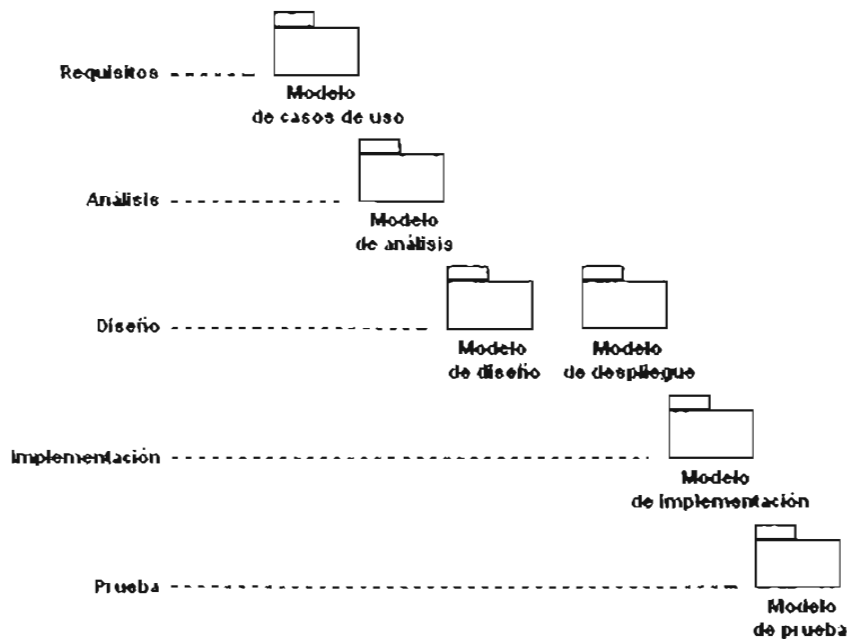 Requisitos
Modelo
de casos de uso
Análisis
Modelo
de análisis
Diseño
Modelo
de diseño
Modelo
de despliegue
Implementación
Modelo
de implementación
Prueba
Modelo
de prueba